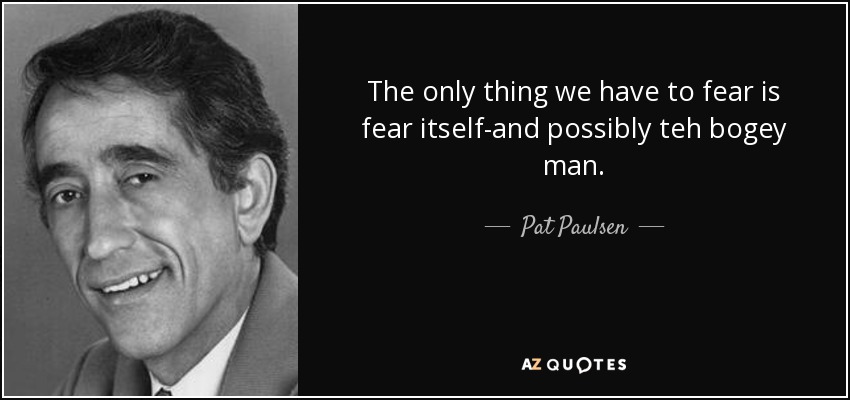 The only thing we have to fear is
fear itself-and possibly teh bogey
man.
Pat Paulsen
AZ QUOTES